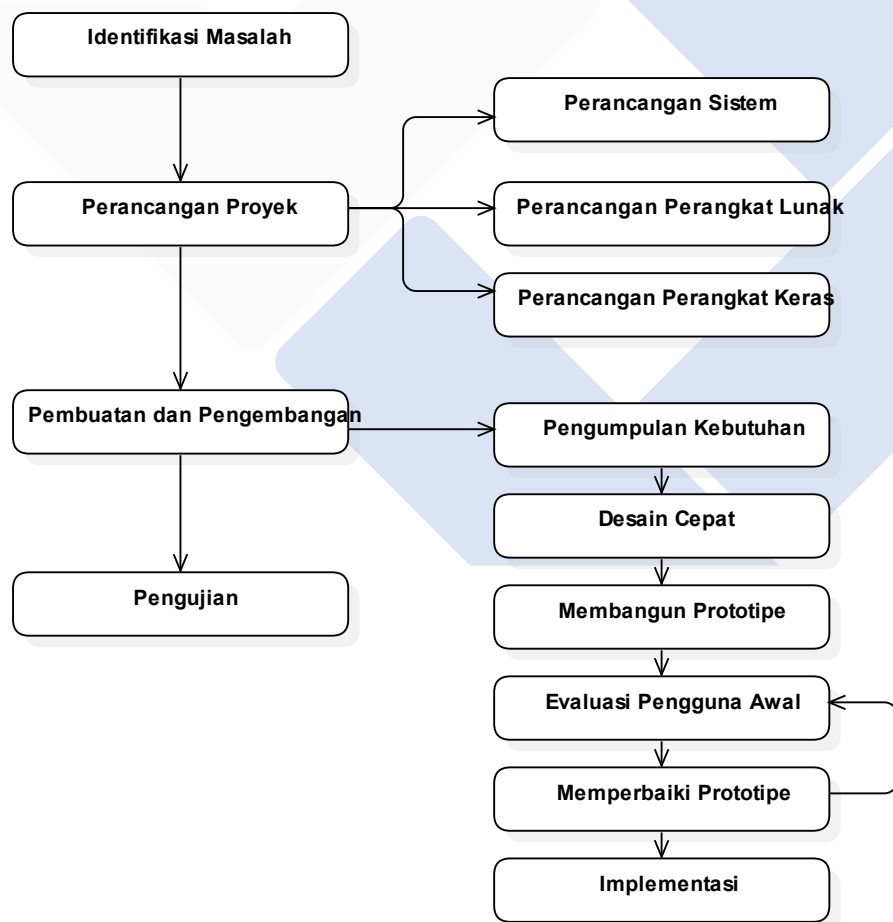 Identifikasi Masalah
Perancangan Sistem
Perancangan Proyek
Perancangan Perangkat Lunak
Perancangan Perangkat Keras
Pembuatan dan Pengembangan
Pengumpulan Kebutuhan
Desain Cepat
Pengujian
Membangun Prototipe
Evaluasi Pengguna Awal
Memperbaiki Prototipe
Implementasi